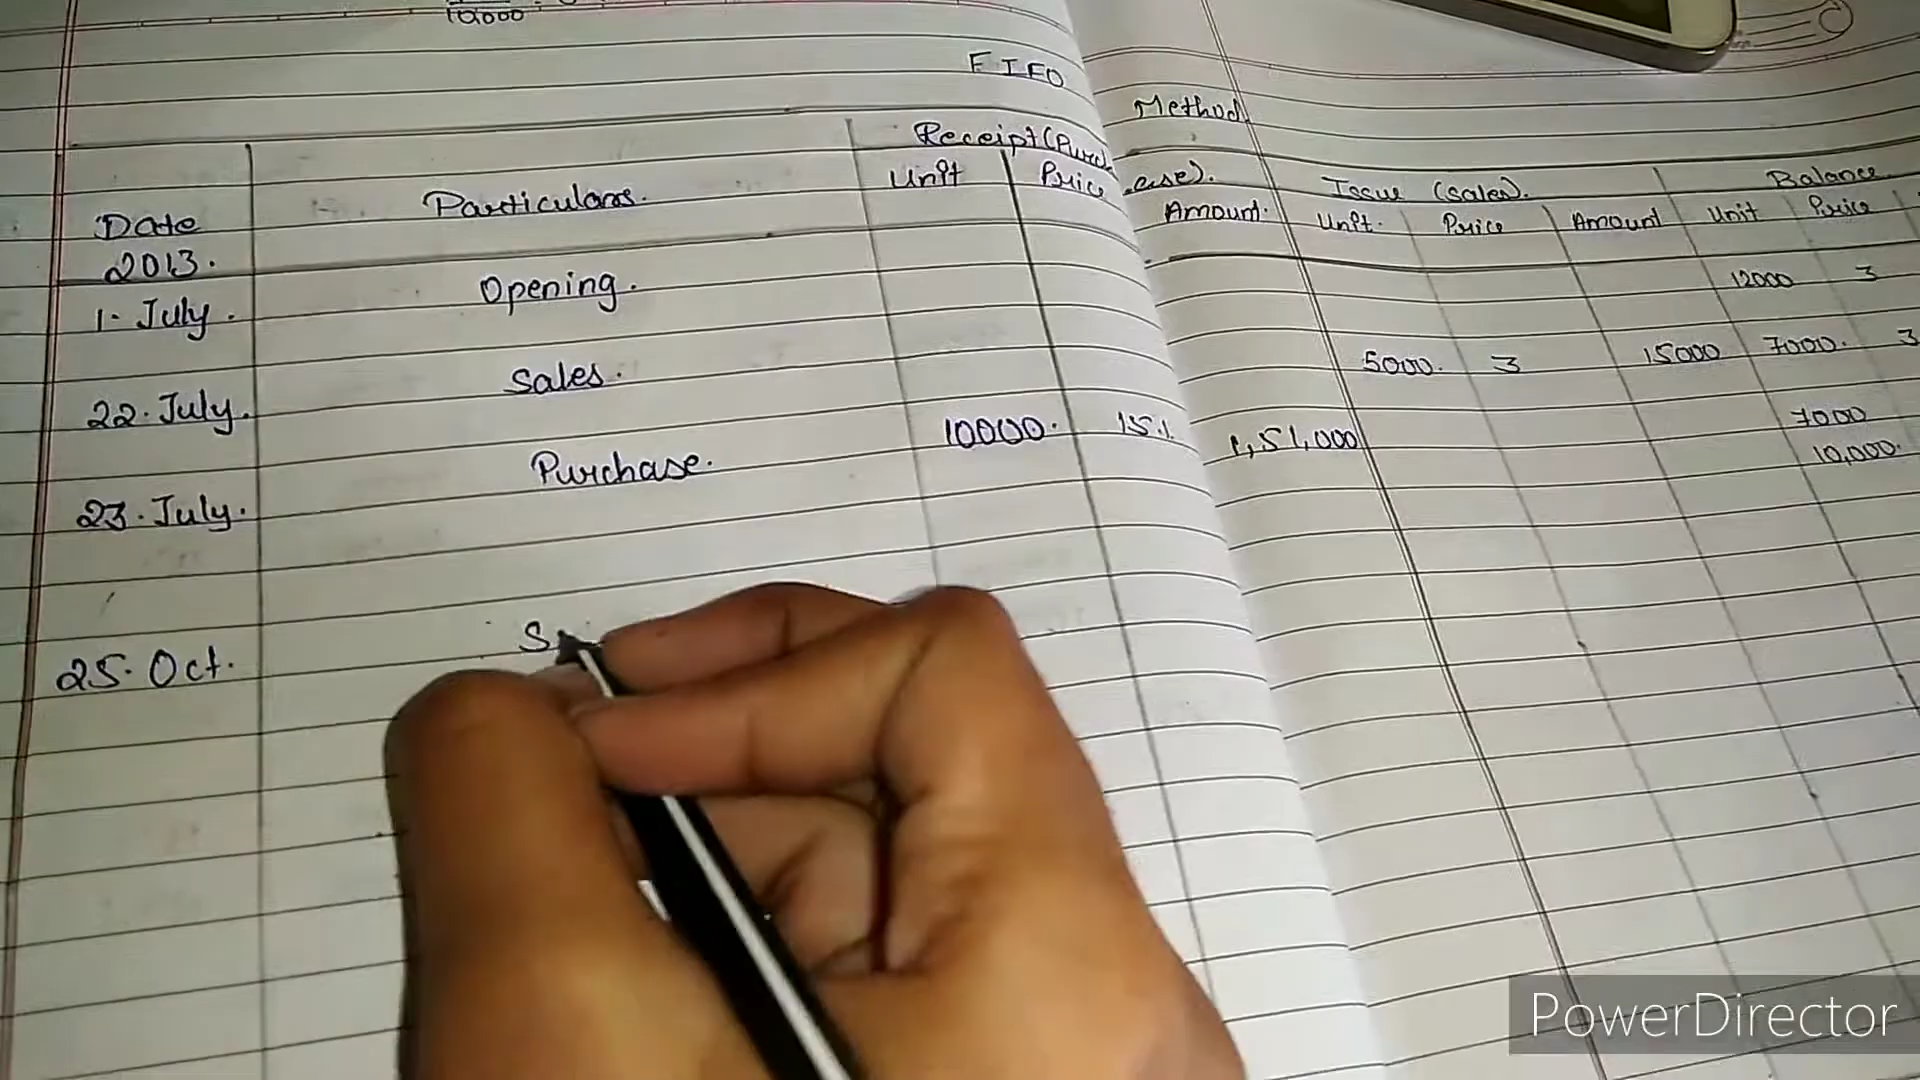 10000
FIFO Method
Receipt (Purchase). Issue (Sales). Balance
Date Particulars. Unit Price Amount. Unit. Price Amount Unit Price
2013.
1. July. Opening. 12000 3
22. July. Sales. 5000. 3 15000 7000. 3
23. July. Purchase. 10000. 15.1 1,51,000 7000
10,000.
25. Oct. S
PowerDirector